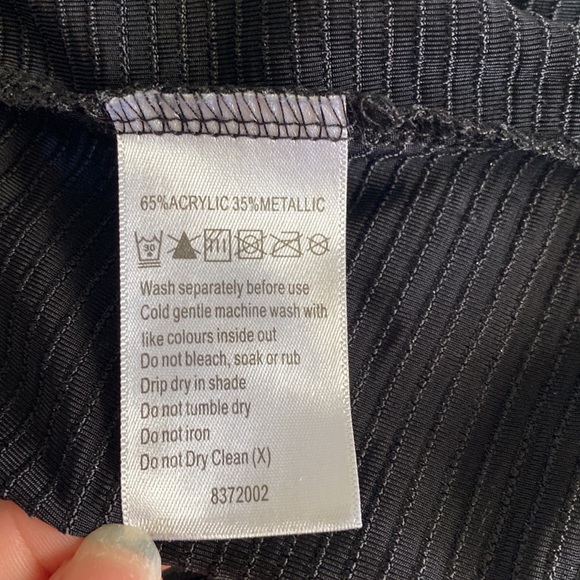 65%ACRYLIC 35%METALLIC
30
Wash separately before use
Cold gentle machine wash with
like colours inside out
Do not bleach, soak or rub
Drip dry in shade
Do not tumble dry
Do not iron
Do not Dry Clean (X)
8372002